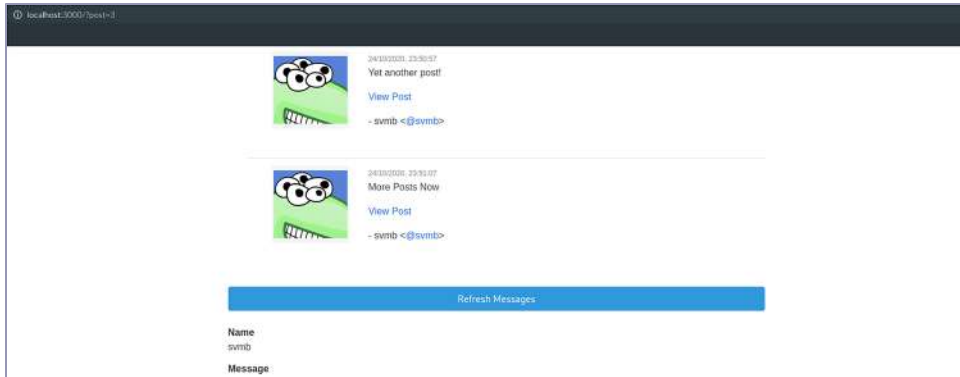 localhost:3000/?post=3
24/10/2020, 23:50:57
Yet another post!
View Post
- svmb <@svmb>
24/10/2020, 23:51:07
More Posts Now
View Post
- svmb <@svmb>
Refresh Messages
Name
svmb
Message